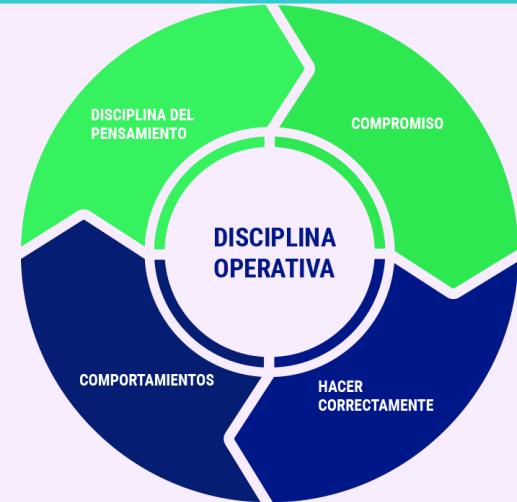 DISCIPLINA DEL
PENSAMIENTO
COMPROMISO
DISCIPLINA
OPERATIVA
COMPORTAMIENTOS
HACER
CORRECTAMENTE